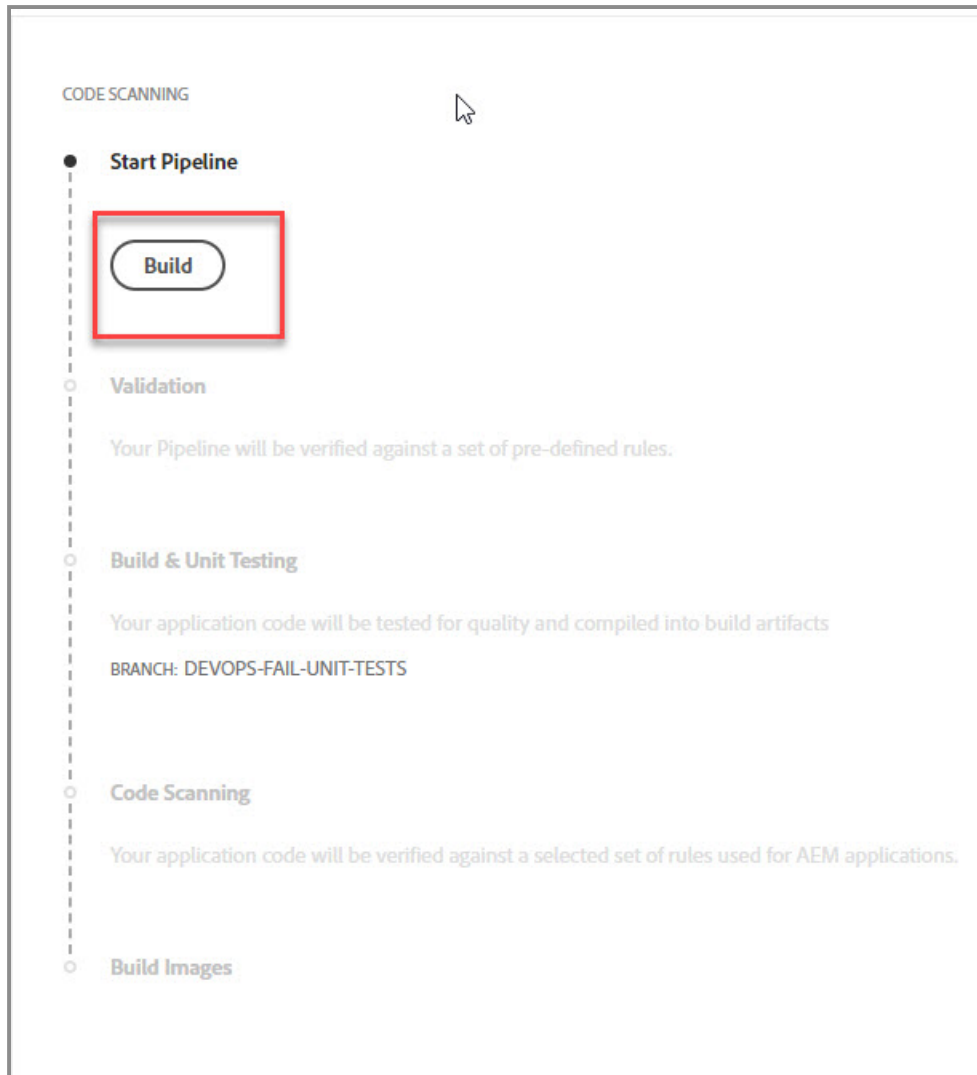 CODE SCANNING
Start Pipeline
Build
Validation
Your Pipeline will be verified against a set of pre-defined rules.
Build & Unit Testing
Your application code will be tested for quality and compiled into build artifacts
BRANCH: DEVOPS-FAIL-UNIT-TESTS
Code Scanning
Your application code will be verified against a selected set of rules used for AEM applications.
Build Images